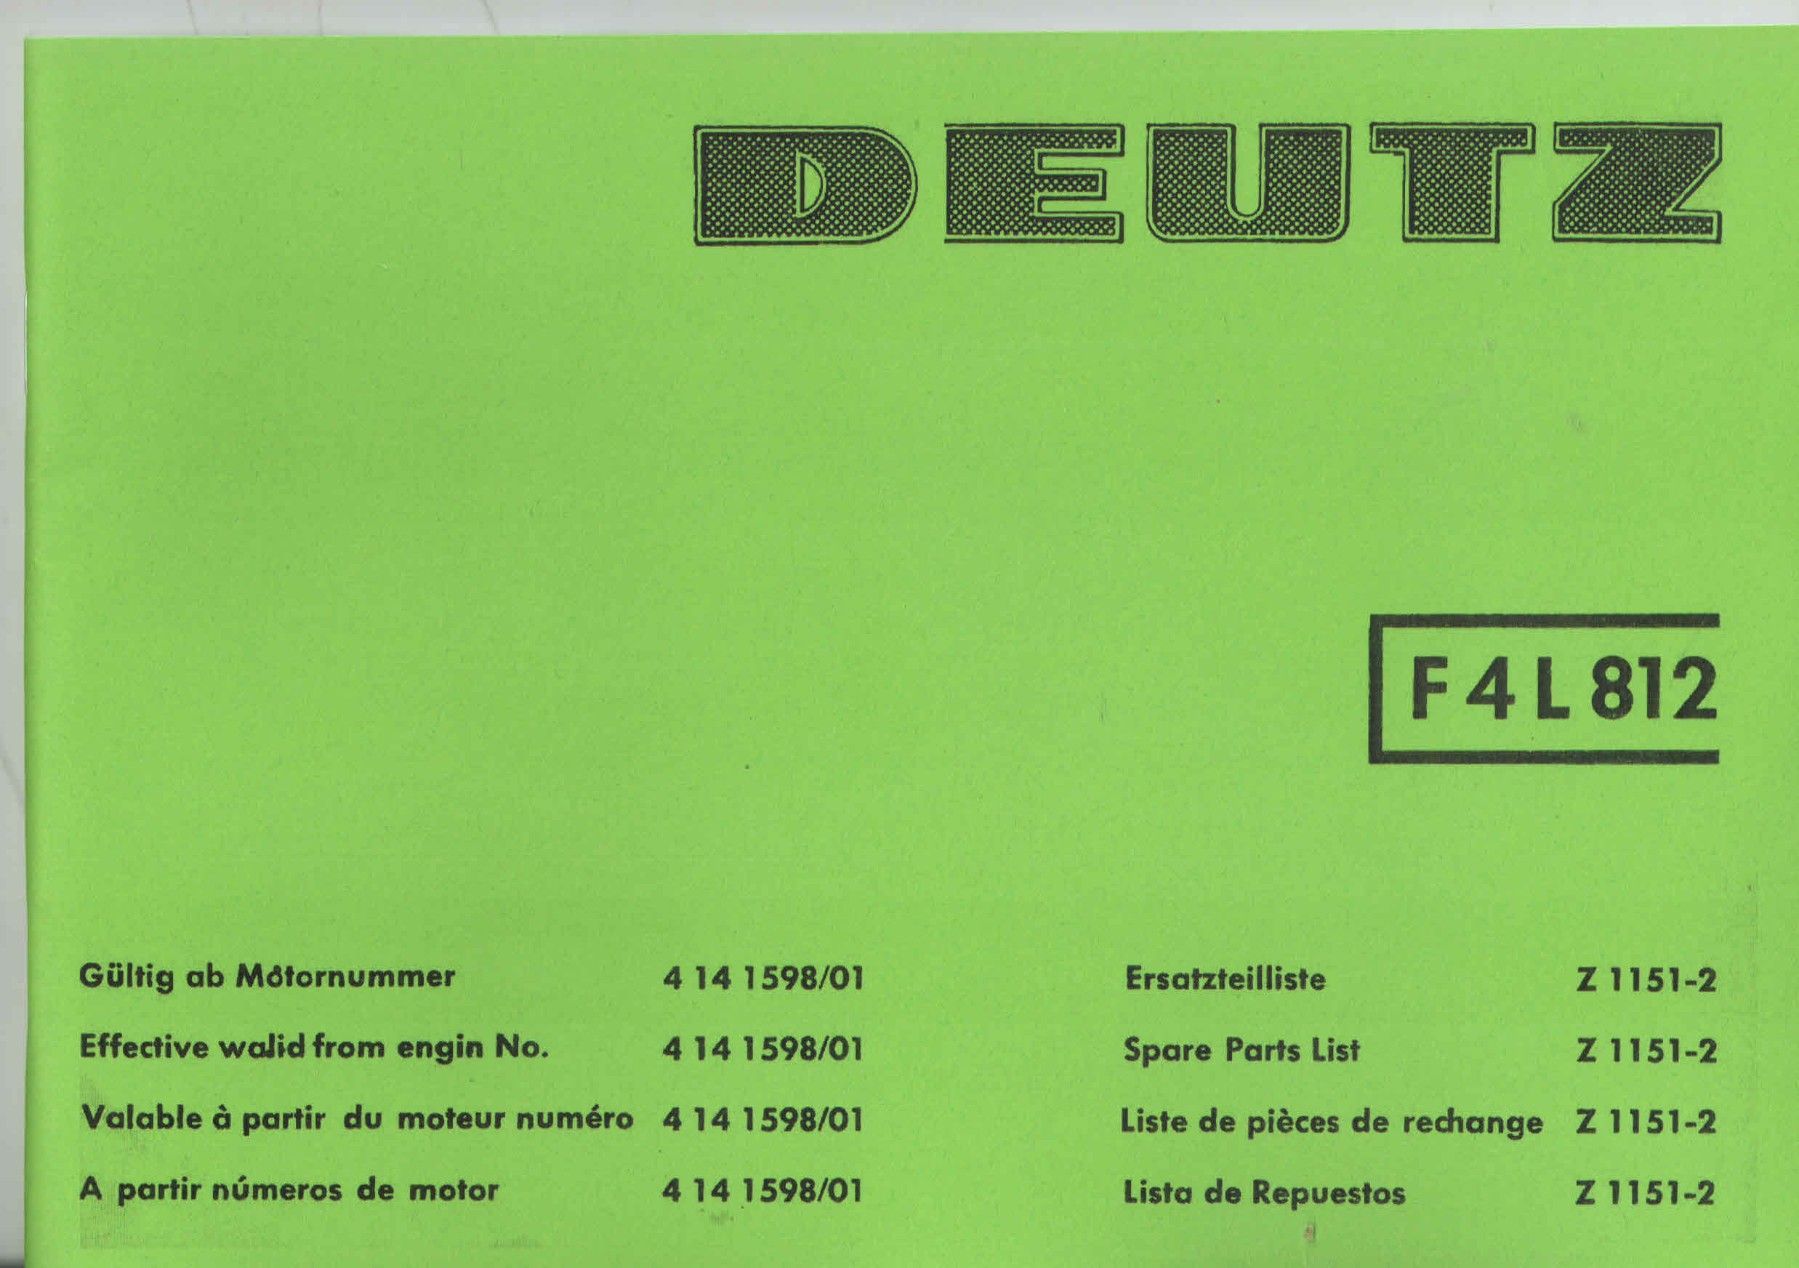 DEUTZ
F 4 L 812
Gültig ab Mótornummer 4 14 1598/01
Effective walid from engin No. 4 14 1598/01
Valable à partir du moteur numéro 4 14 1598/01
A partir números de motor 4 14 1598/01
Ersatzteilliste Z 1151-2
Spare Parts List Z 1151-2
Liste de pièces de rechange Z 1151-2
Lista de Repuestos Z 1151-2